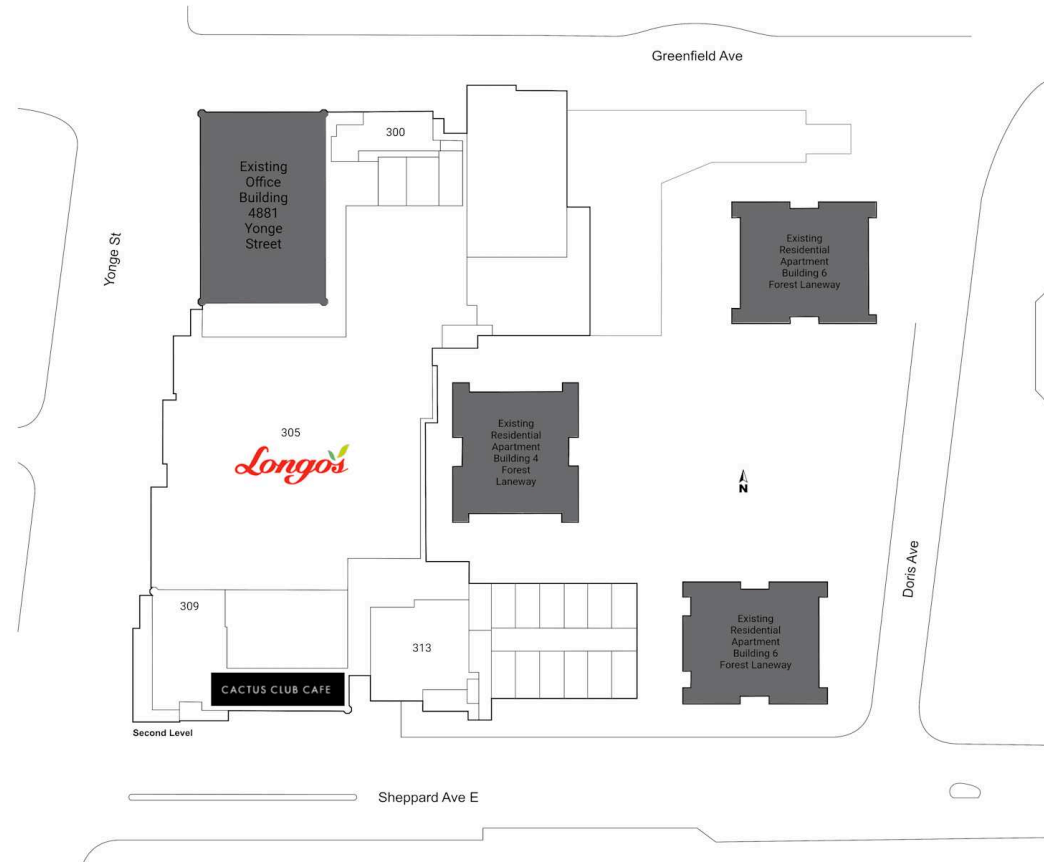 Greenfield Ave
300
Existing
Office
Building
4881
Yonge
Street
Yonge St
Existing
Residential
Apartment
Building 6
Forest Laneway
305
Longo's
Existing
Residential
Apartment
Building 4
Forest
Laneway
N
Doris Ave
309
313
Existing
Residential
Apartment
Building 6
Forest Laneway
CACTUS CLUB CAFE
Second Level
Sheppard Ave E